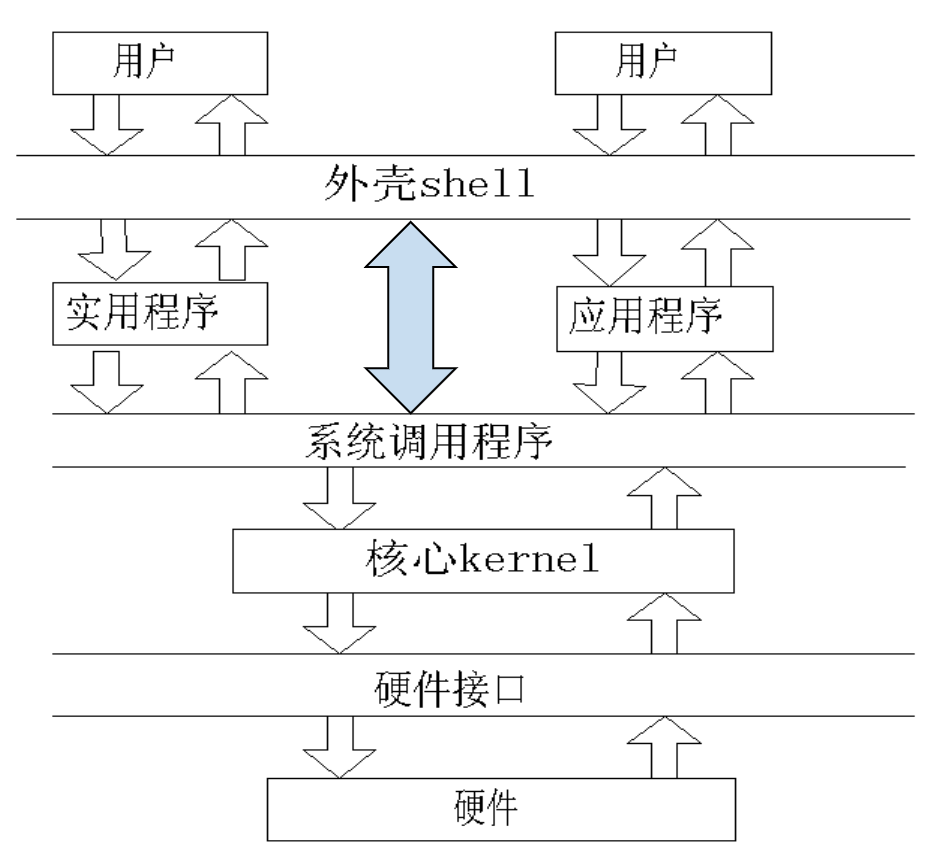 用户
用户
外壳shell
实用程序
应用程序
系统调用程序
核心kernel
硬件接口
硬件